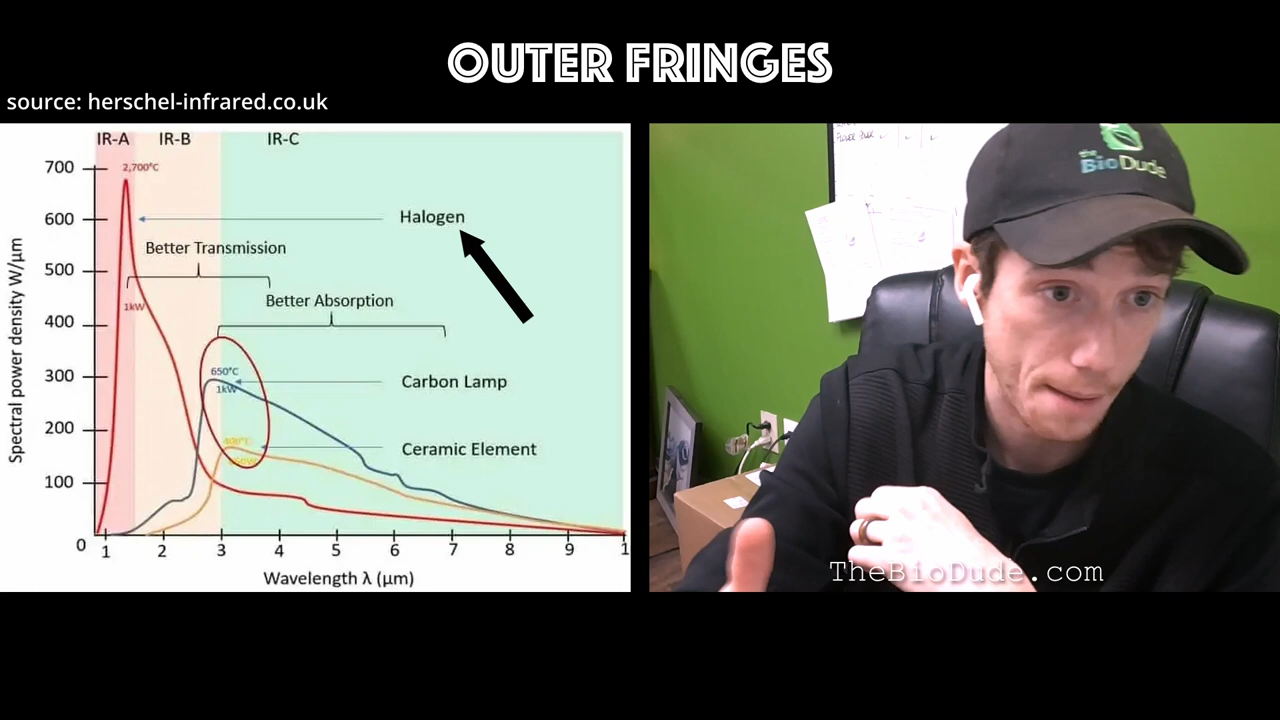 OUTER FRINGES
source: herschel-infrared.co.uk
IR-A IR-B IR-C
2,700°C
700
600
500
400
300
200
100
0
Halogen
Better Transmission
1kW
Better Absorption
650°C
1kW
Carbon Lamp
400°C
Ceramic Element
Spectral power density W/µm
1 2 3 4 5 6 7 8 9 1
Wavelength λ (µm)
the
BioDude
TheBioDude.com